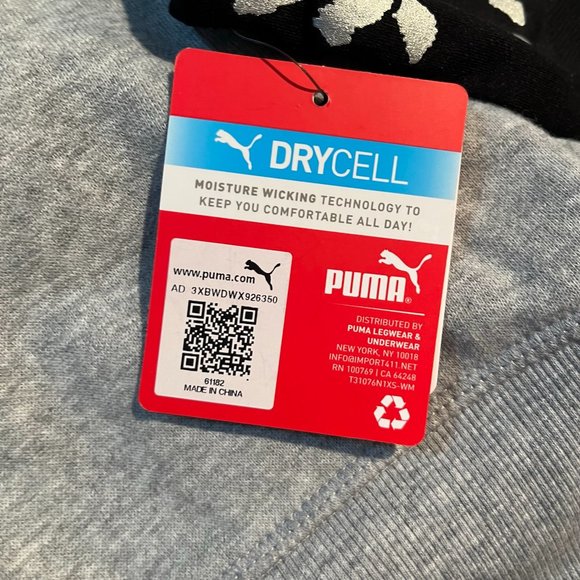 DRYCELL
MOISTURE WICKING TECHNOLOGY TO
KEEP YOU COMFORTABLE ALL DAY!
www.puma.com
AD 3XBWDWX926350
61182
MADE IN CHINA
PUMA®
DISTRIBUTED BY
PUMA LEGWEAR &
UNDERWEAR
NEW YORK, NY 10018
INFO@IMPORT411.NET
RN 100769 | CA 64248
T31076N1XS-WM